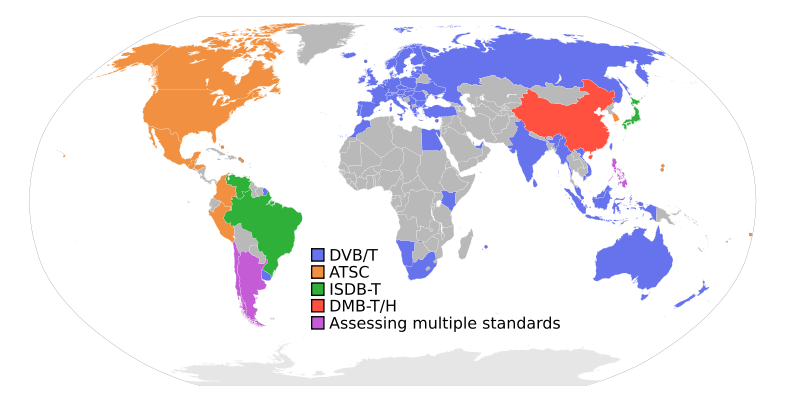 DVB/T
ATSC
ISDB-T
DMB-T/H
Assessing multiple standards